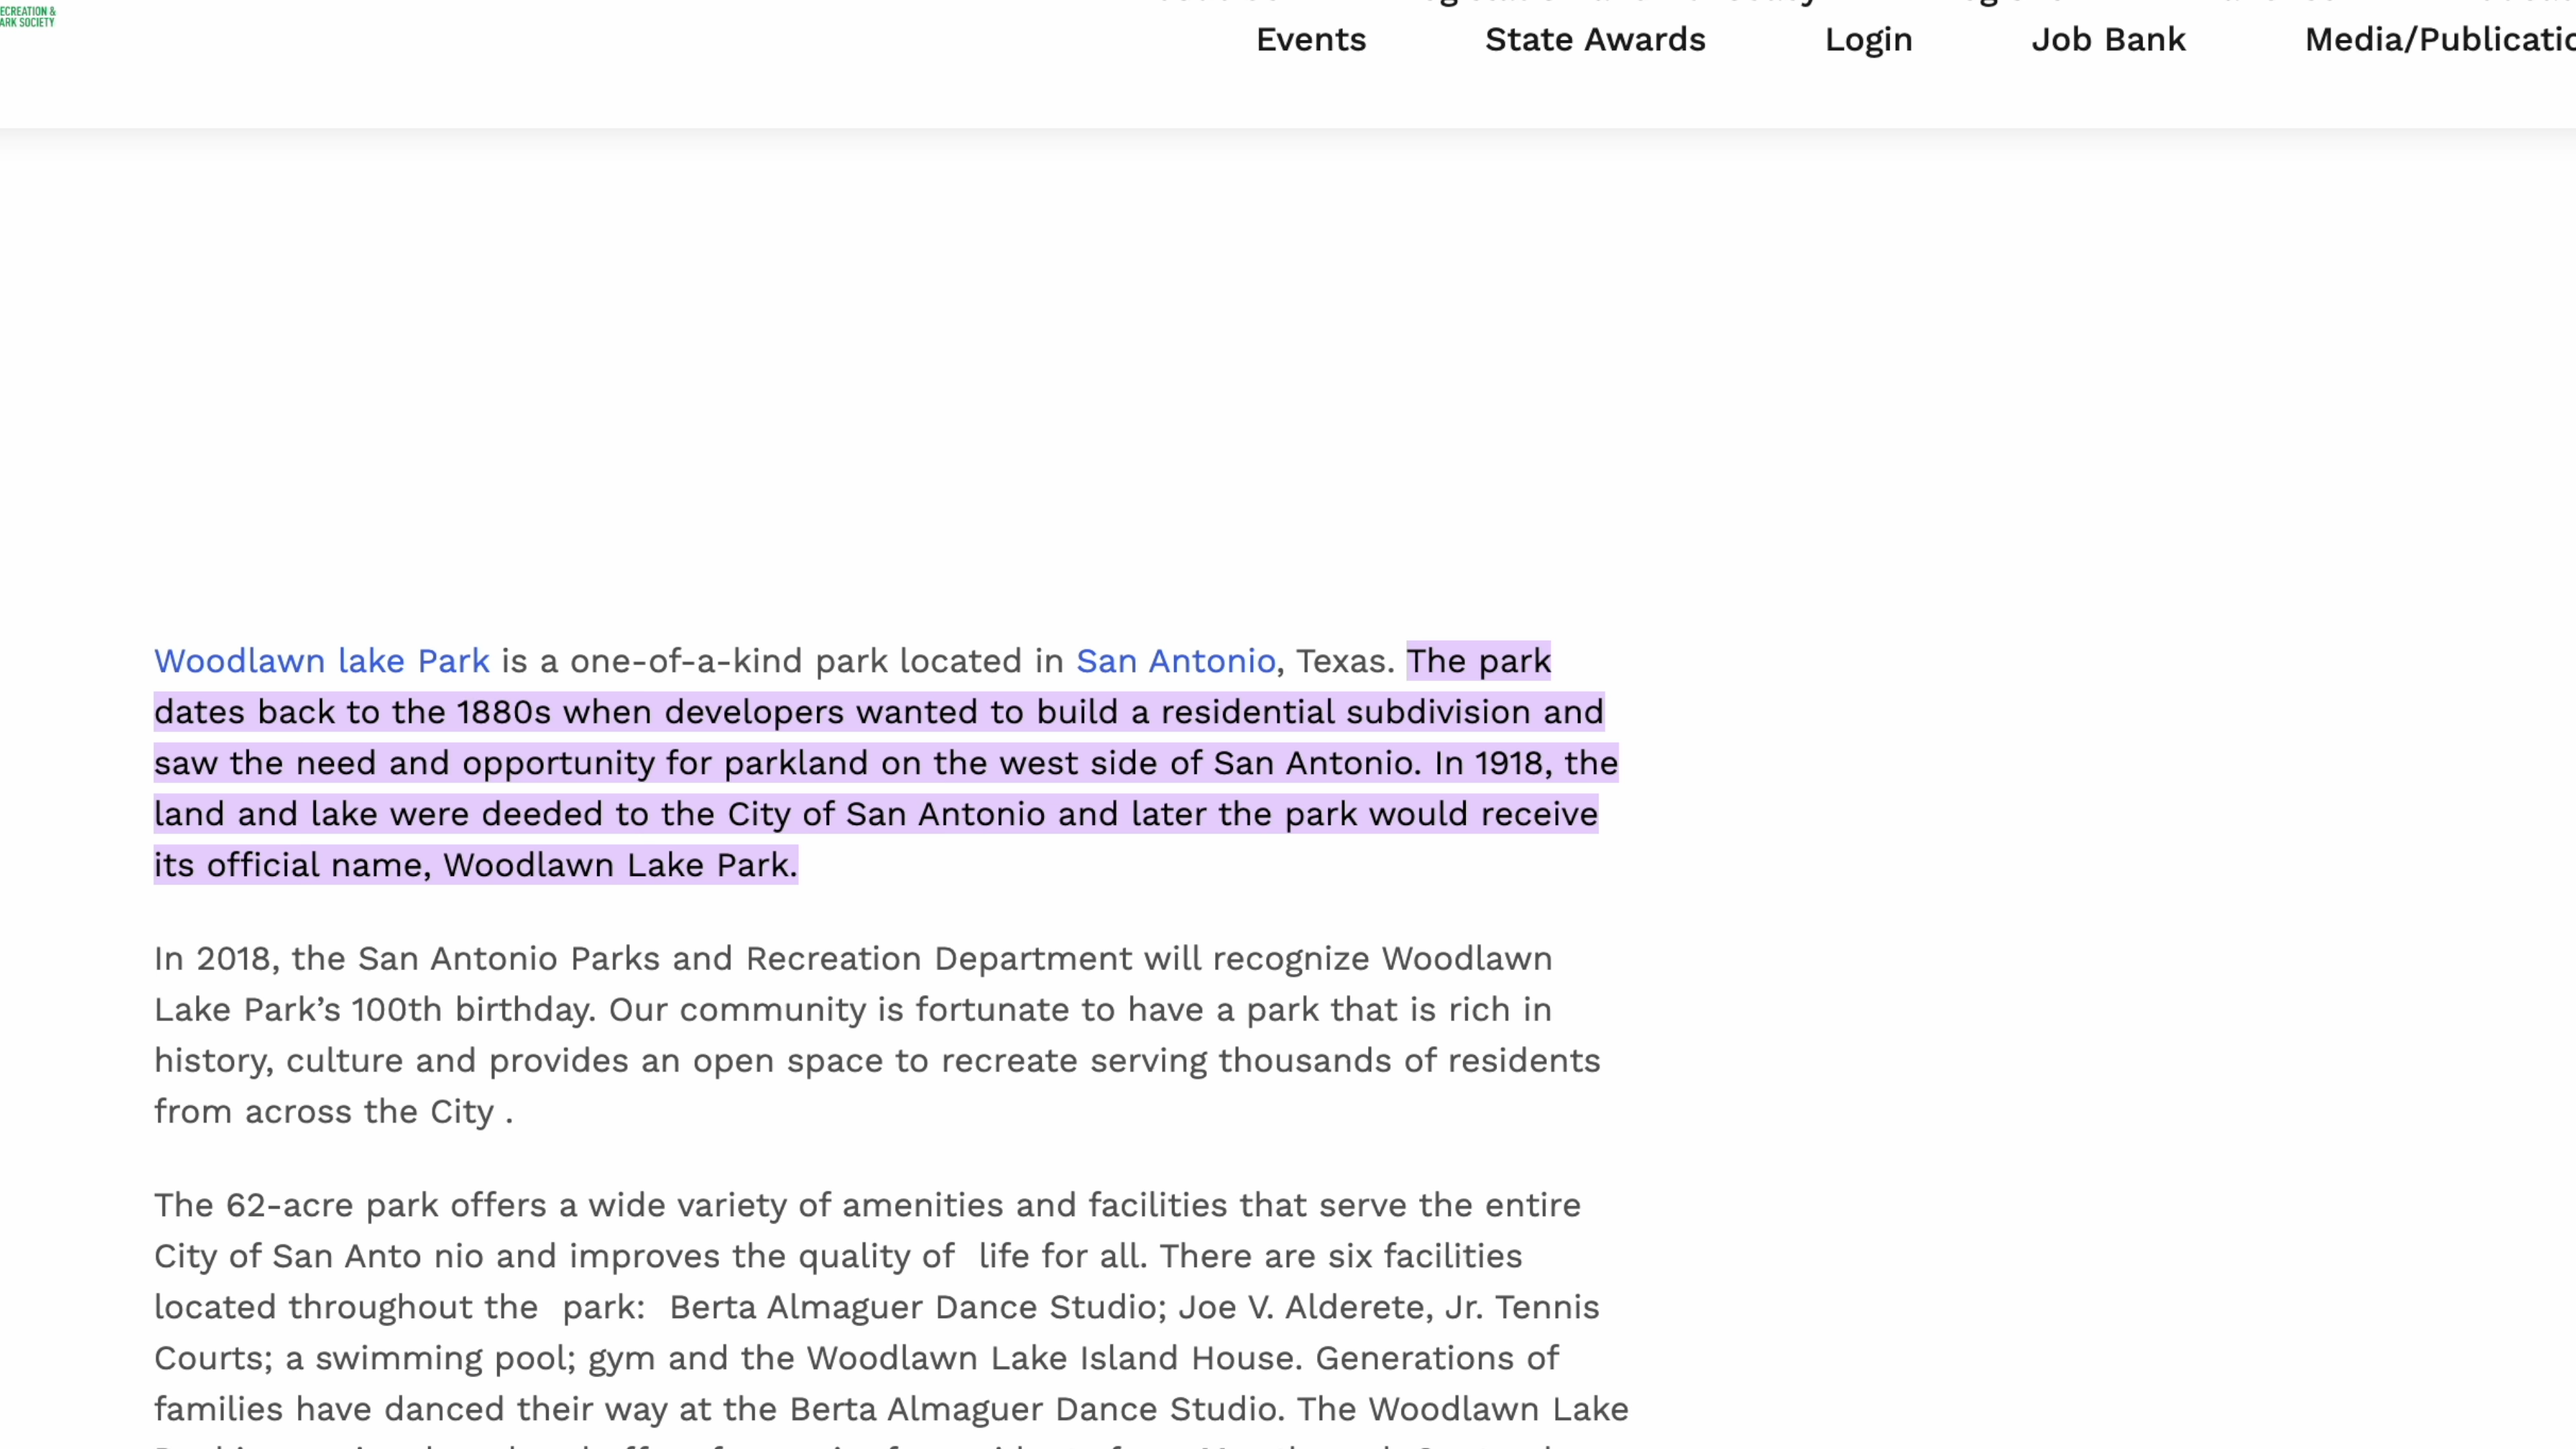 ECREATION &
ARK SOCIETY
Events State Awards Login Job Bank Media/Publicatio
Woodlawn lake Park is a one-of-a-kind park located in San Antonio, Texas. The park
dates back to the 1880s when developers wanted to build a residential subdivision and
saw the need and opportunity for parkland on the west side of San Antonio. In 1918, the
land and lake were deeded to the City of San Antonio and later the park would receive
its official name, Woodlawn Lake Park.
In 2018, the San Antonio Parks and Recreation Department will recognize Woodlawn
Lake Park’s 100th birthday. Our community is fortunate to have a park that is rich in
history, culture and provides an open space to recreate serving thousands of residents
from across the City .
The 62-acre park offers a wide variety of amenities and facilities that serve the entire
City of San Anto nio and improves the quality of  life for all. There are six facilities
located throughout the  park:  Berta Almaguer Dance Studio; Joe V. Alderete, Jr. Tennis
Courts; a swimming pool; gym and the Woodlawn Lake Island House. Generations of
families have danced their way at the Berta Almaguer Dance Studio. The Woodlawn Lake